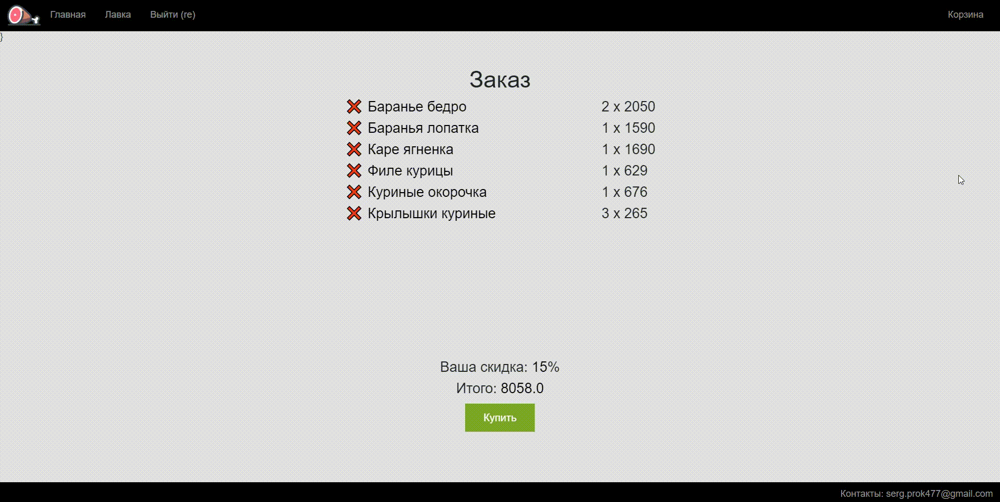 Главная Лавка Выйти (re) Корзина
}
Заказ
Баранье бедро 2 x 2050
Баранья лопатка 1 x 1590
Каре ягненка 1 x 1690
Филе курицы 1 x 629
Куриные окорочка 1 x 676
Крылышки куриные 3 x 265
Ваша скидка: 15%
Итого: 8058.0
Купить
Контакты: serg.prok477@gmail.com